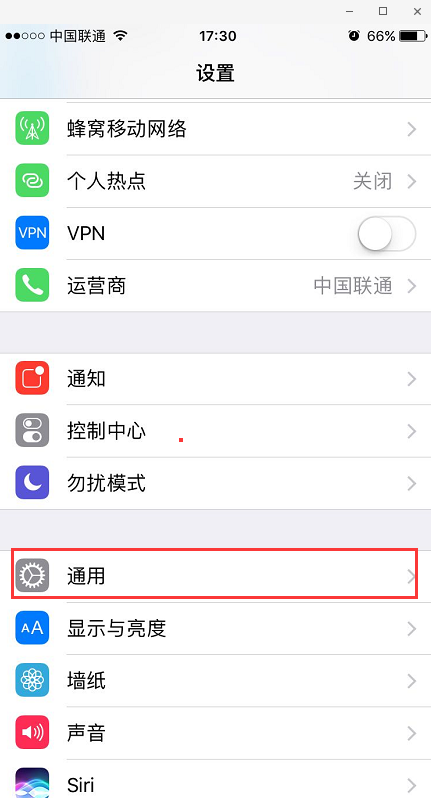 中国联通 17:30 66%
设置
蜂窝移动网络
个人热点 关闭
VPN VPN
运营商 中国联通
通知
控制中心
勿扰模式
通用
AA 显示与亮度
墙纸
声音
Siri